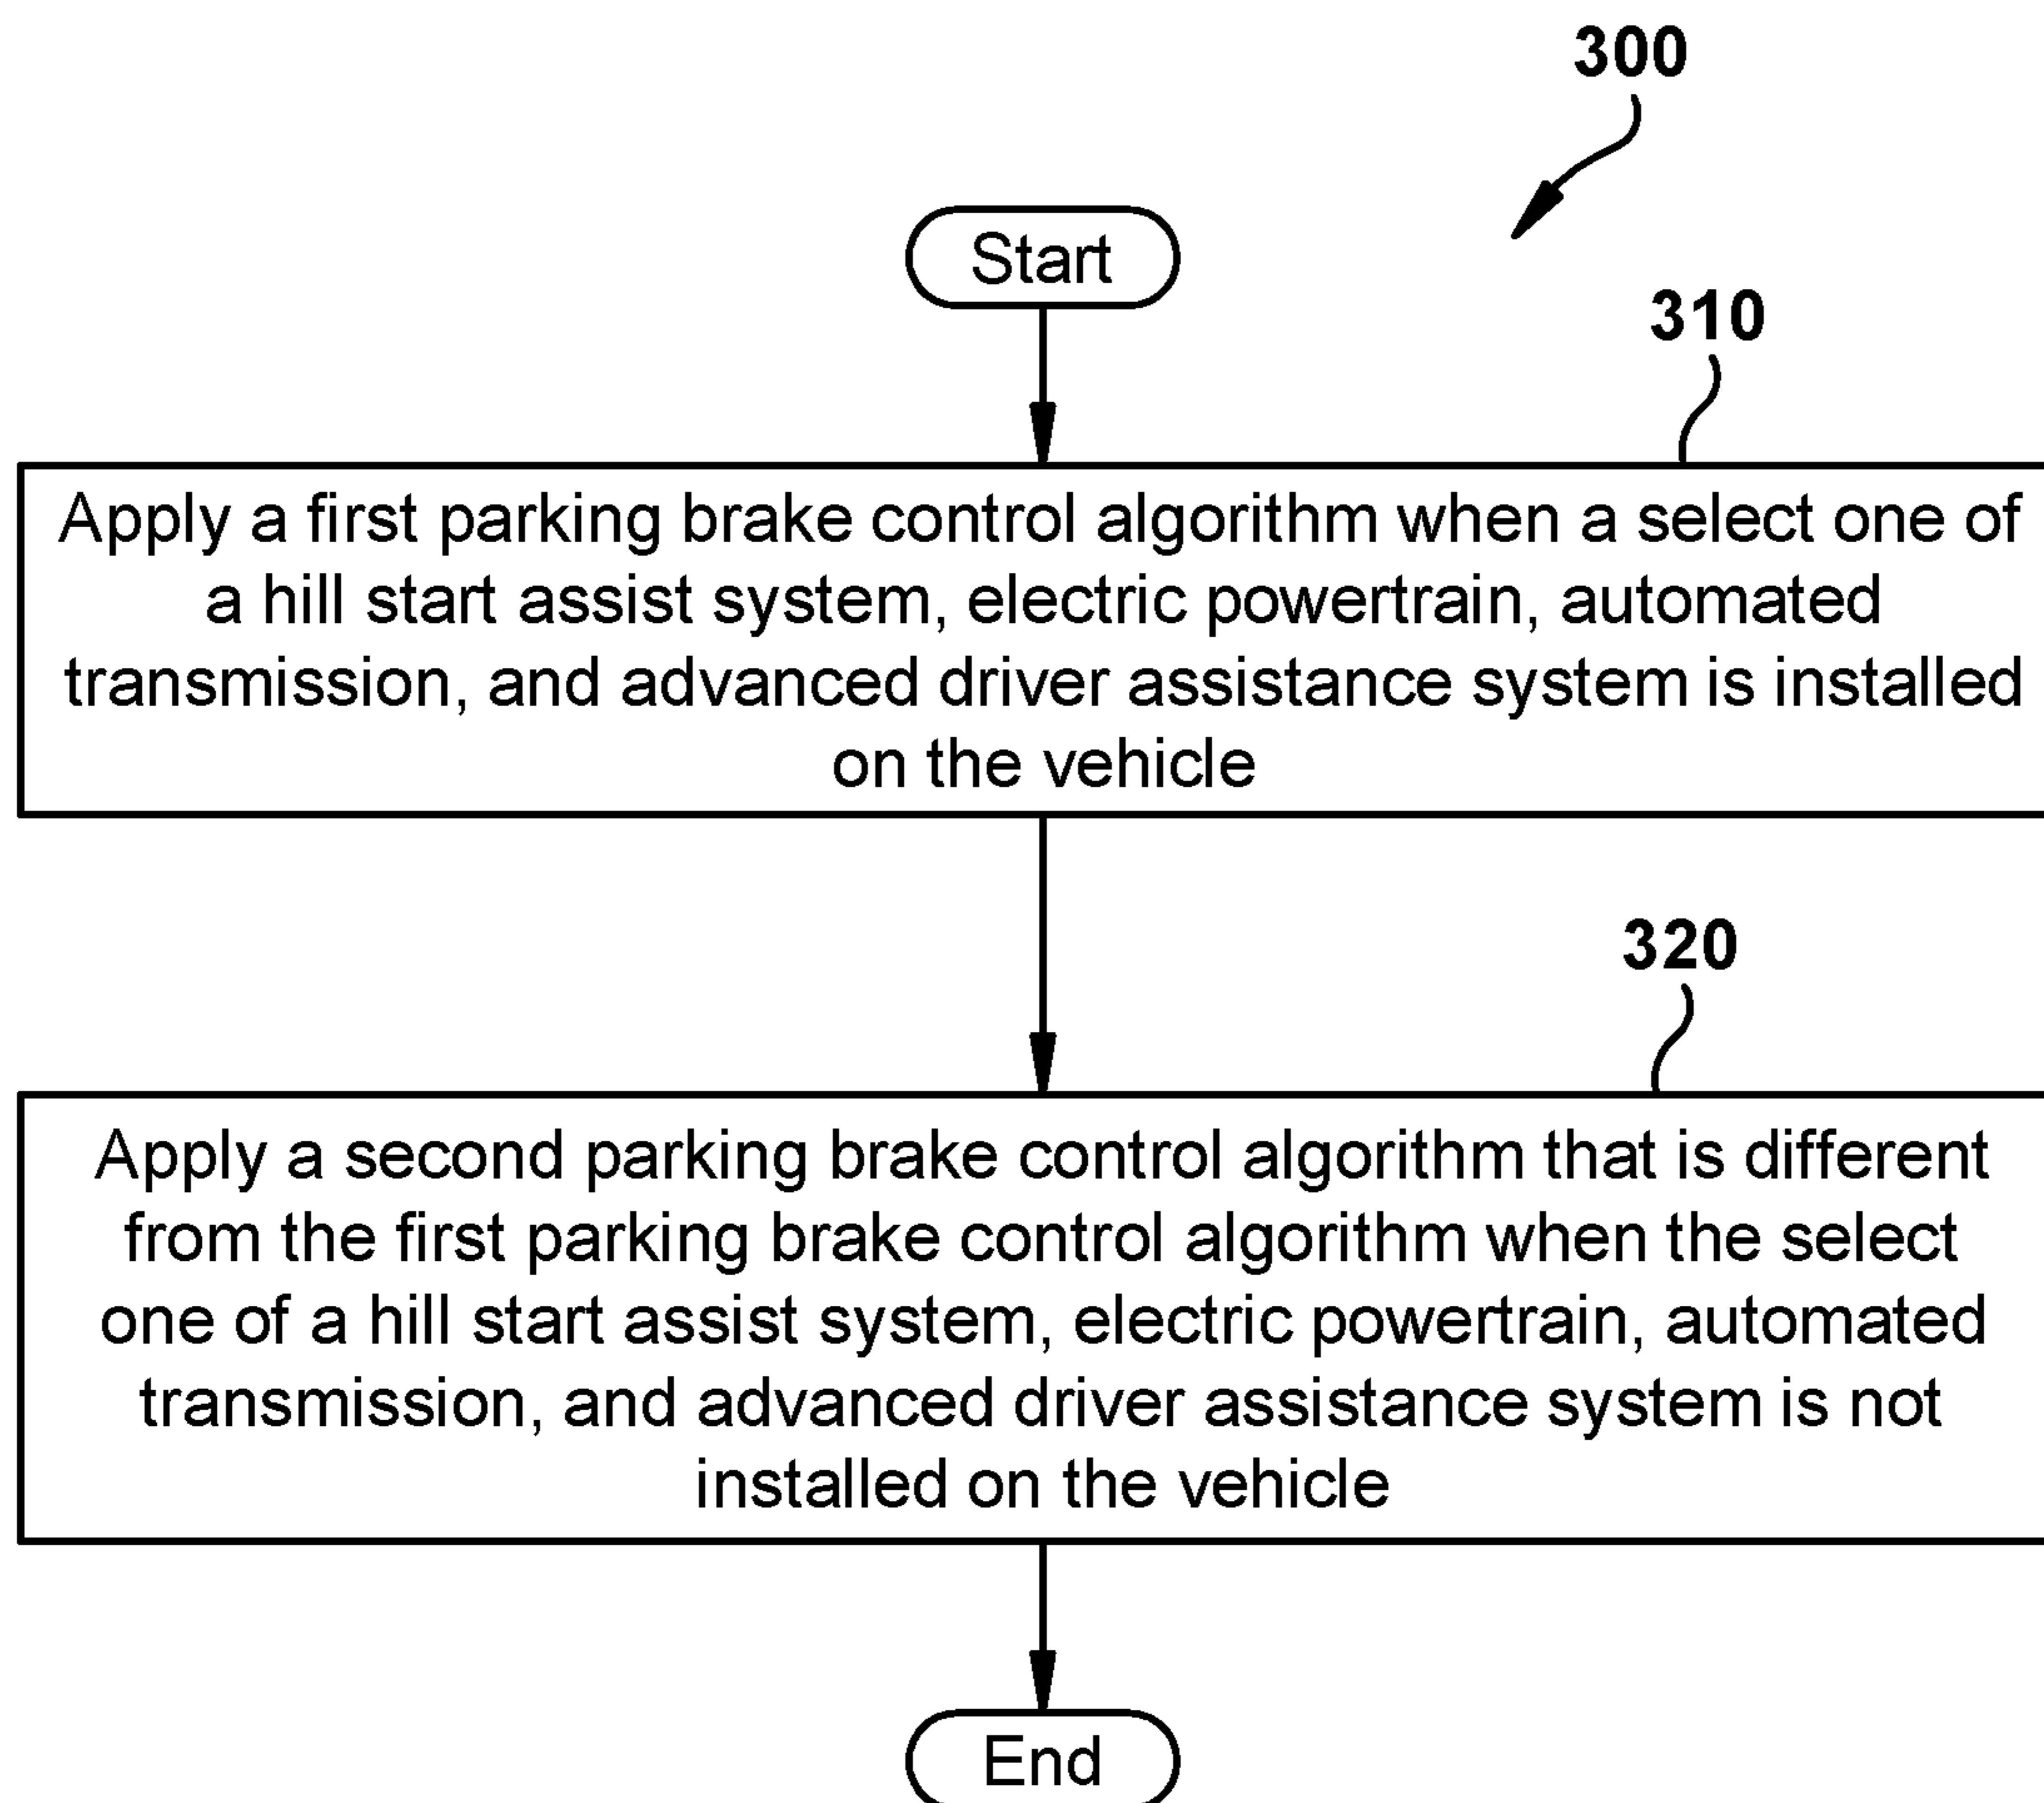 300
Start
310
Apply a first parking brake control algorithm when a select one of
a hill start assist system, electric powertrain, automated
transmission, and advanced driver assistance system is installed
on the vehicle
320
Apply a second parking brake control algorithm that is different
from the first parking brake control algorithm when the select
one of a hill start assist system, electric powertrain, automated
transmission, and advanced driver assistance system is not
installed on the vehicle
End